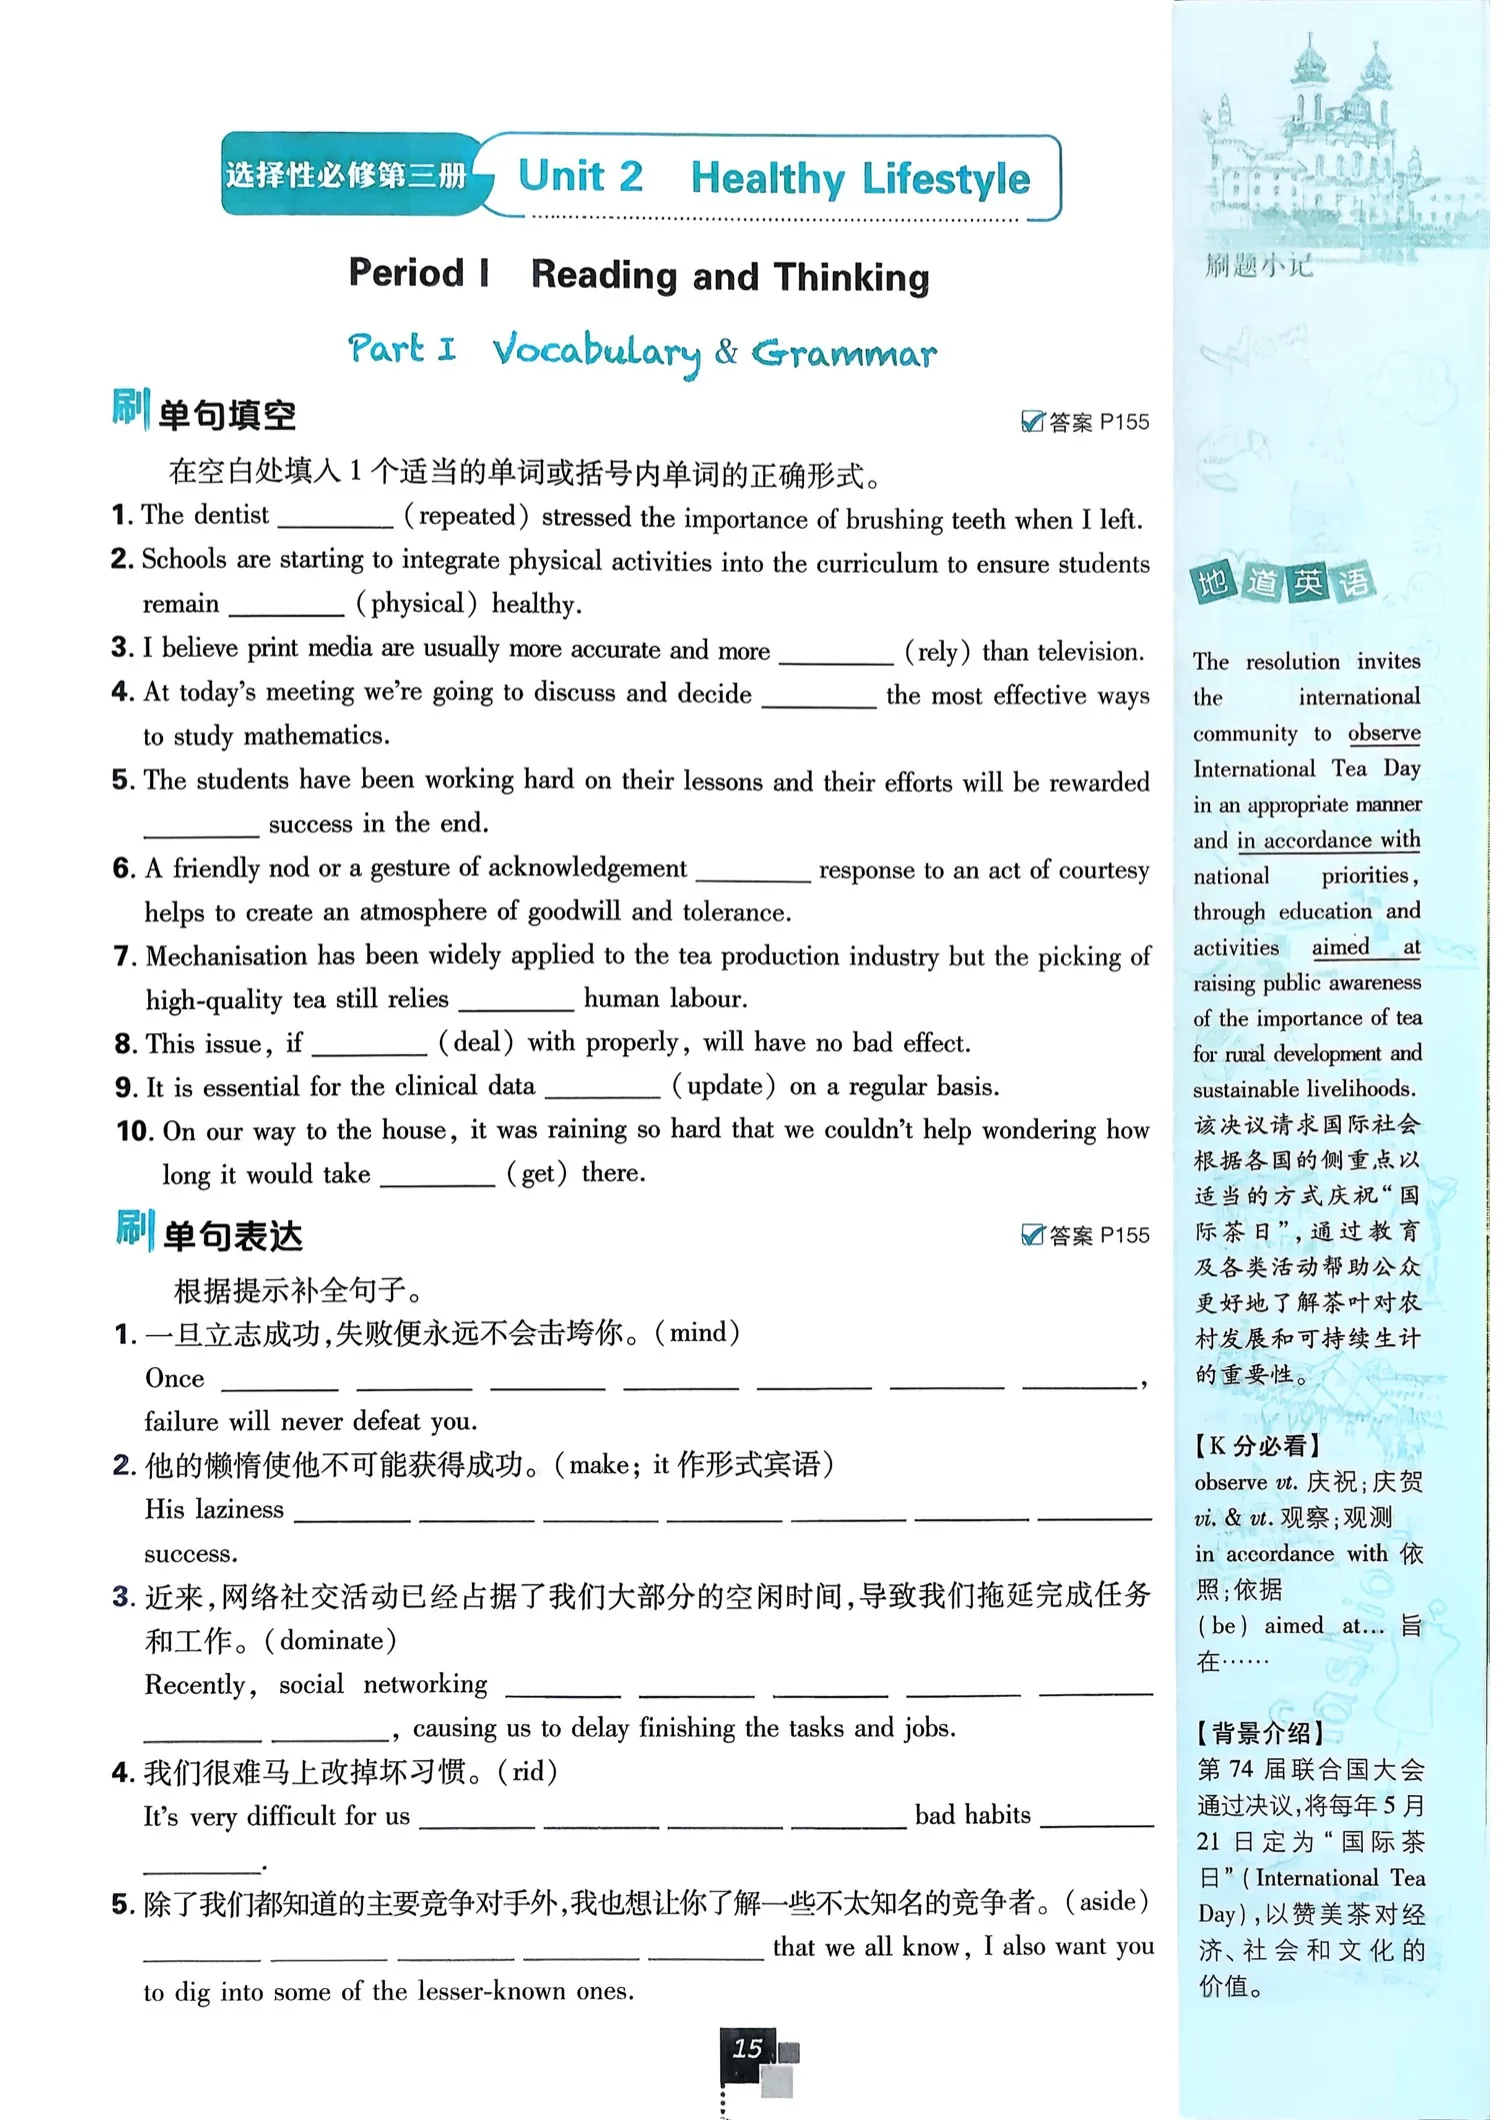 选择性必修第三册 Unit 2 Healthy Lifestyle
Period I Reading and Thinking
Part I Vocabulary & Grammar
刷 单句填空 答案 P155
在空白处填入 1 个适当的单词或括号内单词的正确形式。
1. The dentist ________ (repeated) stressed the importance of brushing teeth when I left.
2. Schools are starting to integrate physical activities into the curriculum to ensure students
remain ________ (physical) healthy.
3. I believe print media are usually more accurate and more ________ (rely) than television.
4. At today's meeting we're going to discuss and decide ________ the most effective ways
to study mathematics.
5. The students have been working hard on their lessons and their efforts will be rewarded
________ success in the end.
6. A friendly nod or a gesture of acknowledgement ________ response to an act of courtesy
helps to create an atmosphere of goodwill and tolerance.
7. Mechanisation has been widely applied to the tea production industry but the picking of
high-quality tea still relies ________ human labour.
8. This issue, if ________ (deal) with properly, will have no bad effect.
9. It is essential for the clinical data ________ (update) on a regular basis.
10. On our way to the house, it was raining so hard that we couldn't help wondering how
long it would take ________ (get) there.
刷 单句表达 答案 P155
根据提示补全句子。
1. 一旦立志成功,失败便永远不会击垮你。(mind)
Once ________ ________ ________ ________ ________ ________ ________,
failure will never defeat you.
2. 他的懒惰使他不可能获得成功。(make; it 作形式宾语)
His laziness ________ ________ ________ ________ ________ ________ ________
success.
3. 近来,网络社交活动已经占据了我们大部分的空闲时间,导致我们拖延完成任务
和工作。(dominate)
Recently, social networking ________ ________ ________ ________ ________
________ ________, causing us to delay finishing the tasks and jobs.
4. 我们很难马上改掉坏习惯。(rid)
It's very difficult for us ________ ________ ________ ________ bad habits ________
________.
5. 除了我们都知道的主要竞争对手外,我也想让你了解一些不太知名的竞争者。(aside)
________ ________ ________ ________ ________ that we all know, I also want you
to dig into some of the lesser-known ones.
15
刷题小记
地道英语
The resolution invites
the international
community to observe
International Tea Day
in an appropriate manner
and in accordance with
national priorities,
through education and
activities aimed at
raising public awareness
of the importance of tea
for rural development and
sustainable livelihoods.
该决议请求国际社会
根据各国的侧重点以
适当的方式庆祝“国
际茶日”,通过教育
及各类活动帮助公众
更好地了解茶叶对农
村发展和可持续生计
的重要性。
【K 分必看】
observe vt. 庆祝;庆贺
vi. & vt. 观察;观测
in accordance with 依
照;依据
(be) aimed at... 旨
在……
【背景介绍】
第 74 届联合国大会
通过决议,将每年 5 月
21 日定为“国际茶
日”(International Tea
Day),以赞美茶对经
济、社会和文化的
价值。